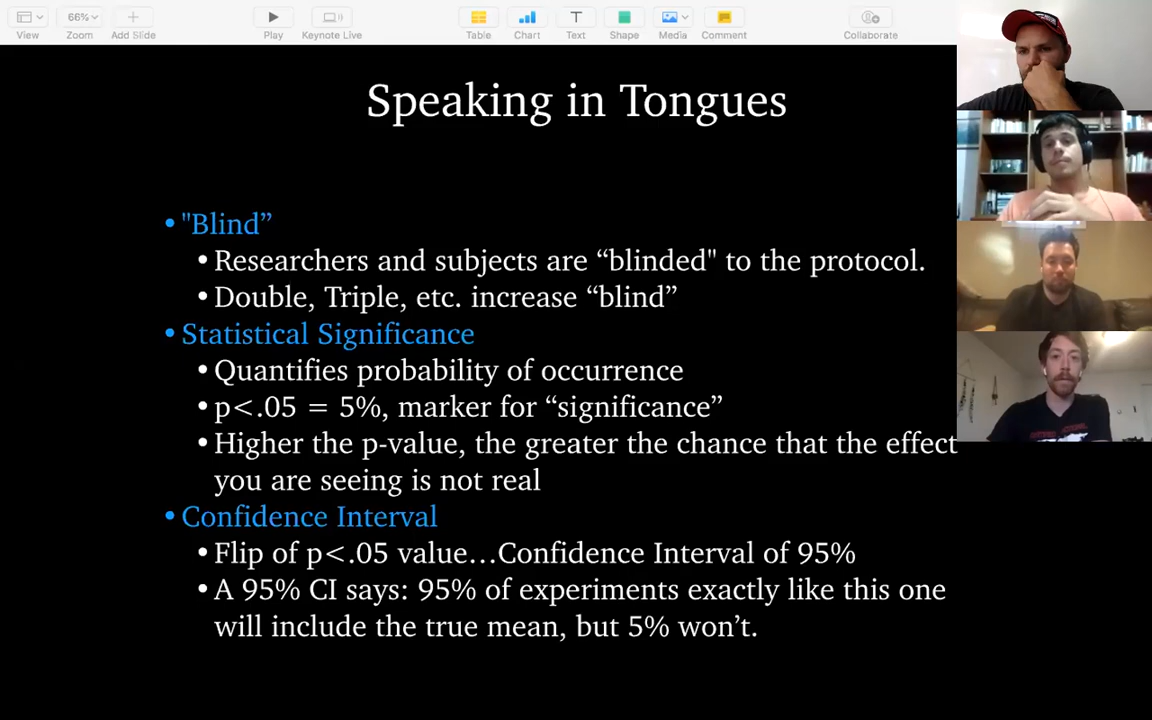 View
66%
Zoom
Add Slide
Play
Keynote Live
Table
Chart
Text
Shape
Media
Comment
Collaborate
Speaking in Tongues
• "Blind”
• Researchers and subjects are “blinded" to the protocol.
• Double, Triple, etc. increase “blind”
• Statistical Significance
• Quantifies probability of occurrence
• p<.05 = 5%, marker for “significance”
• Higher the p-value, the greater the chance that the effect
you are seeing is not real
• Confidence Interval
• Flip of p<.05 value…Confidence Interval of 95%
• A 95% CI says: 95% of experiments exactly like this one
will include the true mean, but 5% won’t.